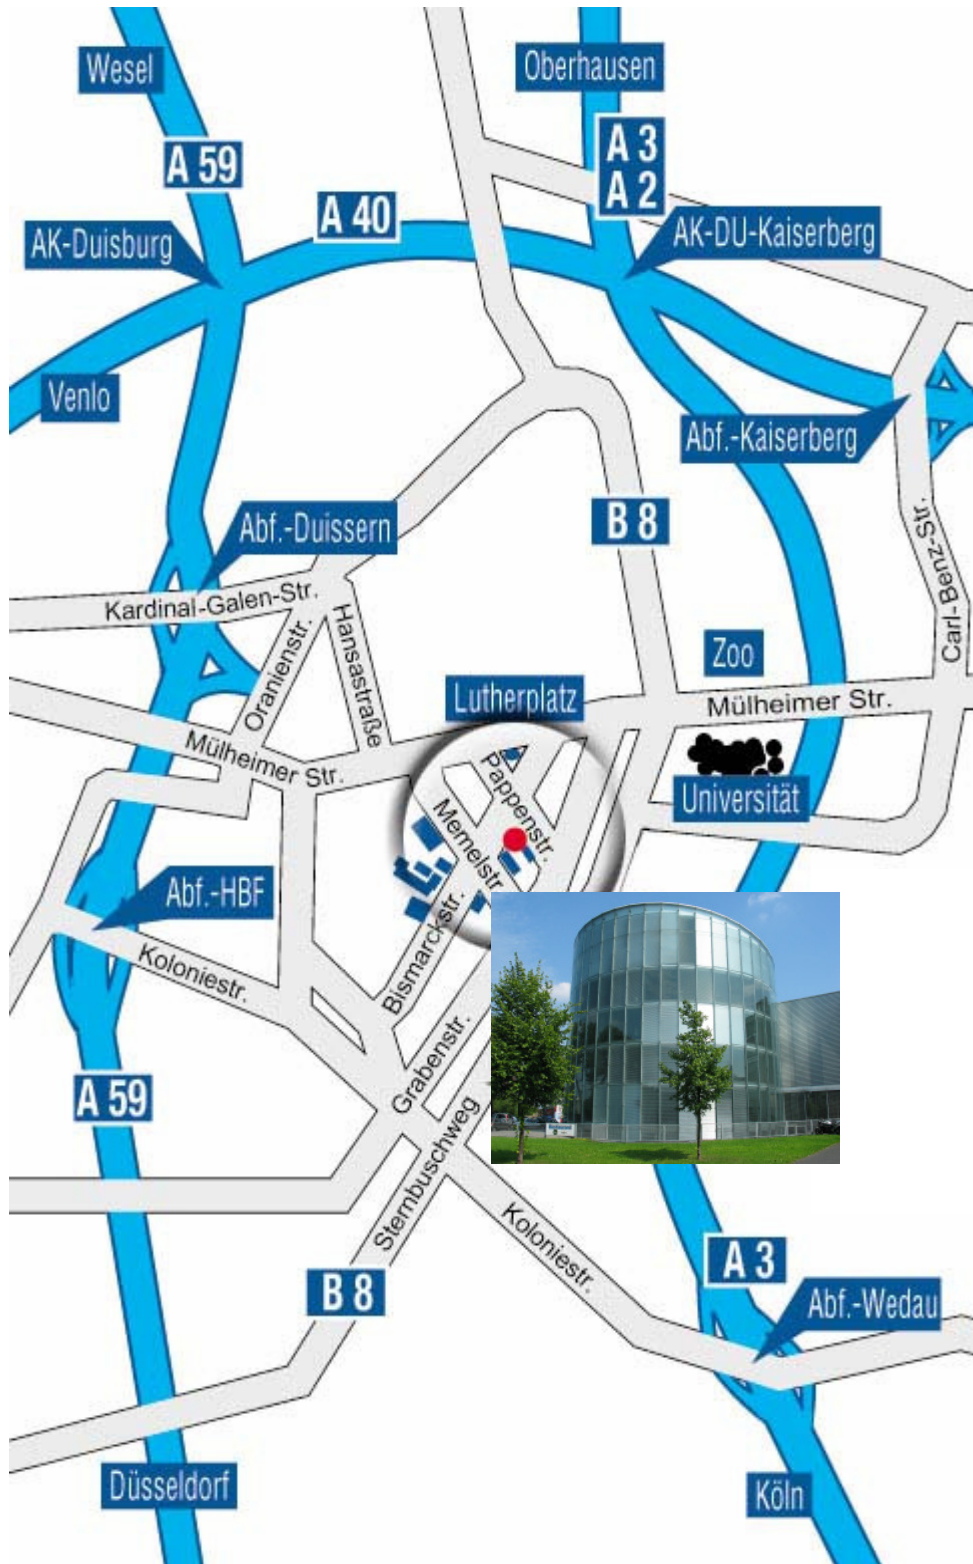 Wesel
Oberhausen
A 59
A 3
A 2
A 40
AK-Duisburg
AK-DU-Kaiserberg
Venlo
Abf.-Kaiserberg
Abf.-Duissern
B 8
Carl-Benz-Str.
Kardinal-Galen-Str.
Hansastraße
Oranienstr.
Zoo
Lutherplatz
Mülheimer Str.
Mülheimer Str.
Pappenstr.
Universität
Memelstr.
Abf.-HBF
Bismarckstr.
Koloniestr.
Grabenstr.
A 59
Sternbuschweg
Koloniestr.
A 3
B 8
Abf.-Wedau
Düsseldorf
Köln